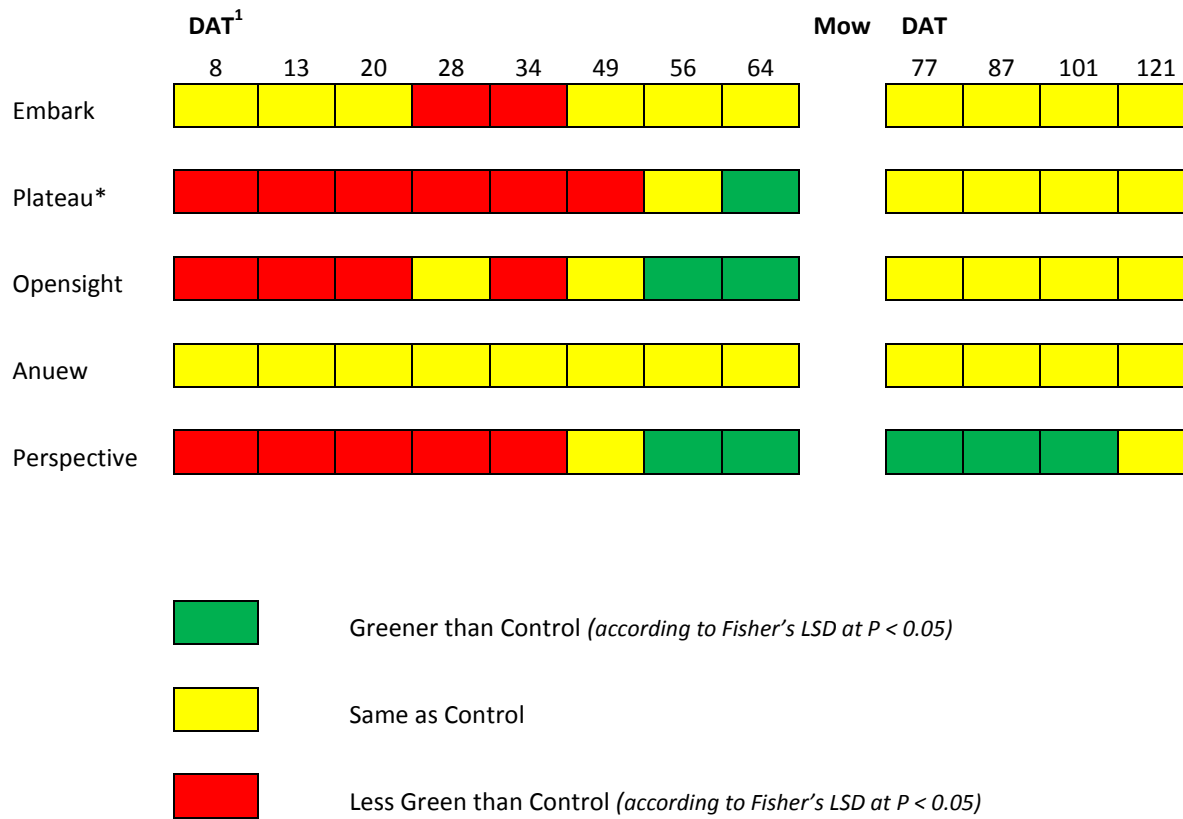 DAT1 Mow DAT
8 13 20 28 34 49 56 64 77 87 101 121
Embark
Plateau*
Opensight
Anuew
Perspective
Greener than Control (according to Fisher’s LSD at P < 0.05)
Same as Control
Less Green than Control (according to Fisher’s LSD at P < 0.05)